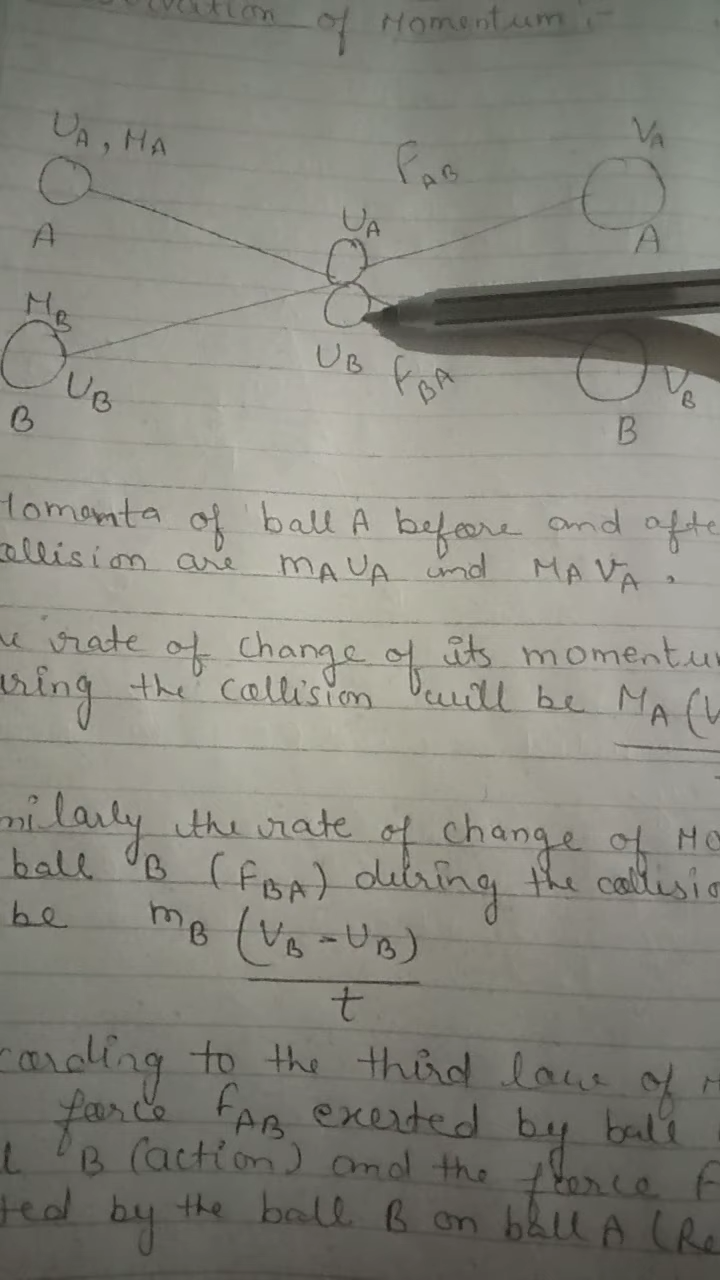 of Momentum :-
UA, MA
FAB
VA
A
UA
A
MB
UB
B
UB
FBA
VB
B
Momenta of ball A before and afte
ollision are mAUA and MAVA.
rate of change of its momentu
uring the collision will be MA (V
milarly the rate of change of Mo
ball B (FBA) during the collisio
be mB (VB - UB)
t
cording to the third law of M
force FAB exerted by ball
l B (action) and the force F
ted by the ball B on ball A (Re